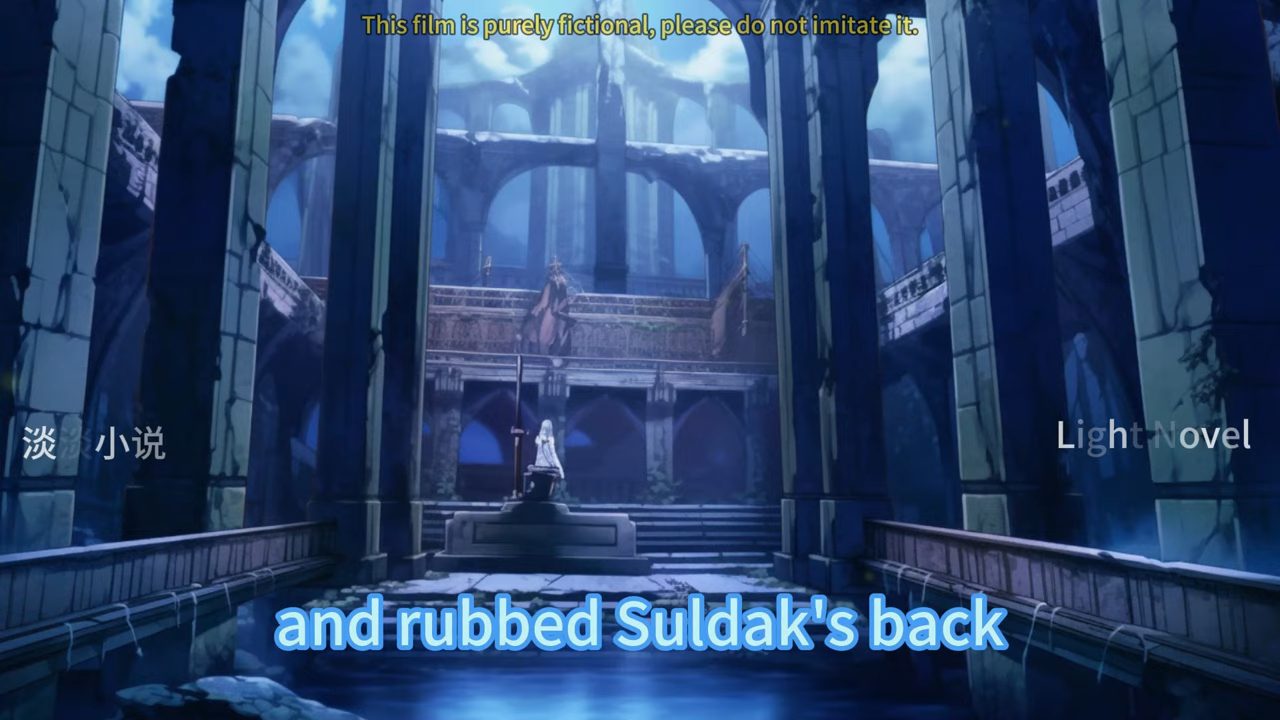 This film is purely fictional, please do not imitate it.
淡淡小说
Light Novel
and rubbed Suldak's back